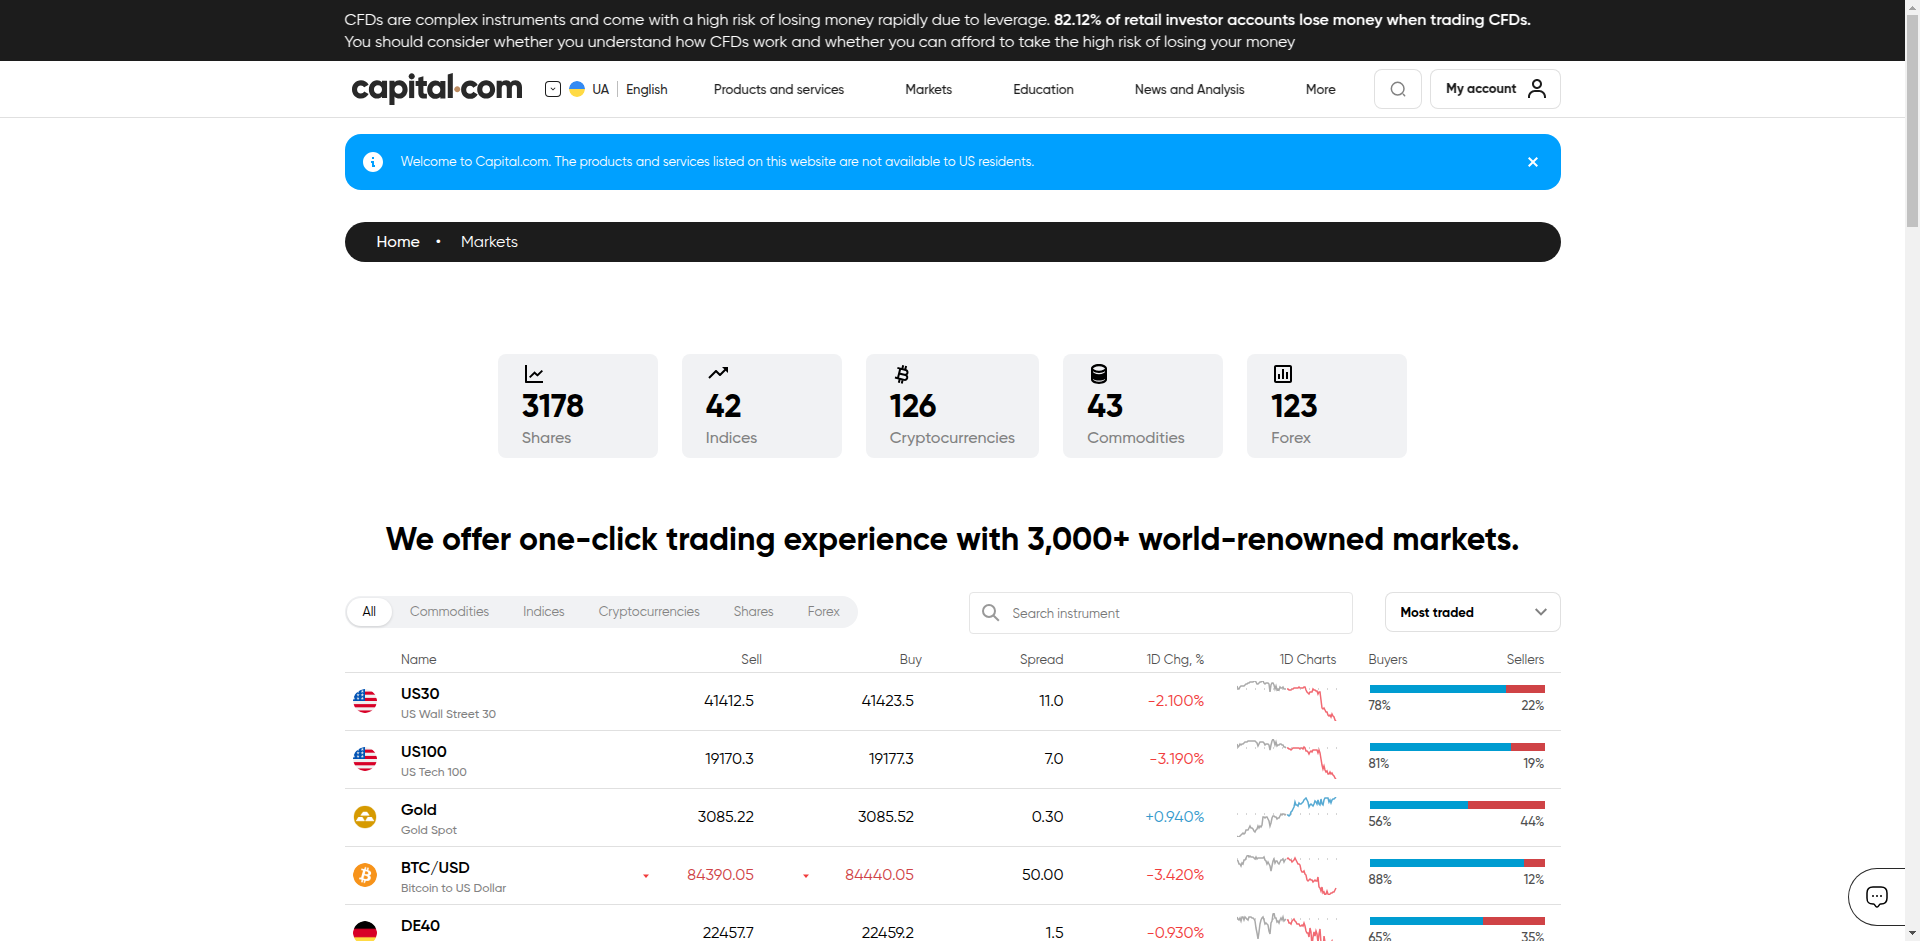 CFDs are complex instruments and come with a high risk of losing money rapidly due to leverage. 82.12% of retail investor accounts lose money when trading CFDs.
You should consider whether you understand how CFDs work and whether you can afford to take the high risk of losing your money
capital.com UA English Products and services Markets Education News and Analysis More My account
Welcome to Capital.com. The products and services listed on this website are not available to US residents.
Home • Markets
3178 42 126 43 123
Shares Indices Cryptocurrencies Commodities Forex
We offer one-click trading experience with 3,000+ world-renowned markets.
All Commodities Indices Cryptocurrencies Shares Forex Search instrument Most traded
Name Sell Buy Spread 1D Chg, % 1D Charts Buyers Sellers
US30 41412.5 41423.5 11.0 -2.100% 78% 22%
US Wall Street 30
US100 19170.3 19177.3 7.0 -3.190% 81% 19%
US Tech 100
Gold 3085.22 3085.52 0.30 +0.940% 56% 44%
Gold Spot
BTC/USD 84390.05 84440.05 50.00 -3.420% 88% 12%
Bitcoin to US Dollar
DE40 22457.7 22459.2 1.5 -0.930% 65% 35%